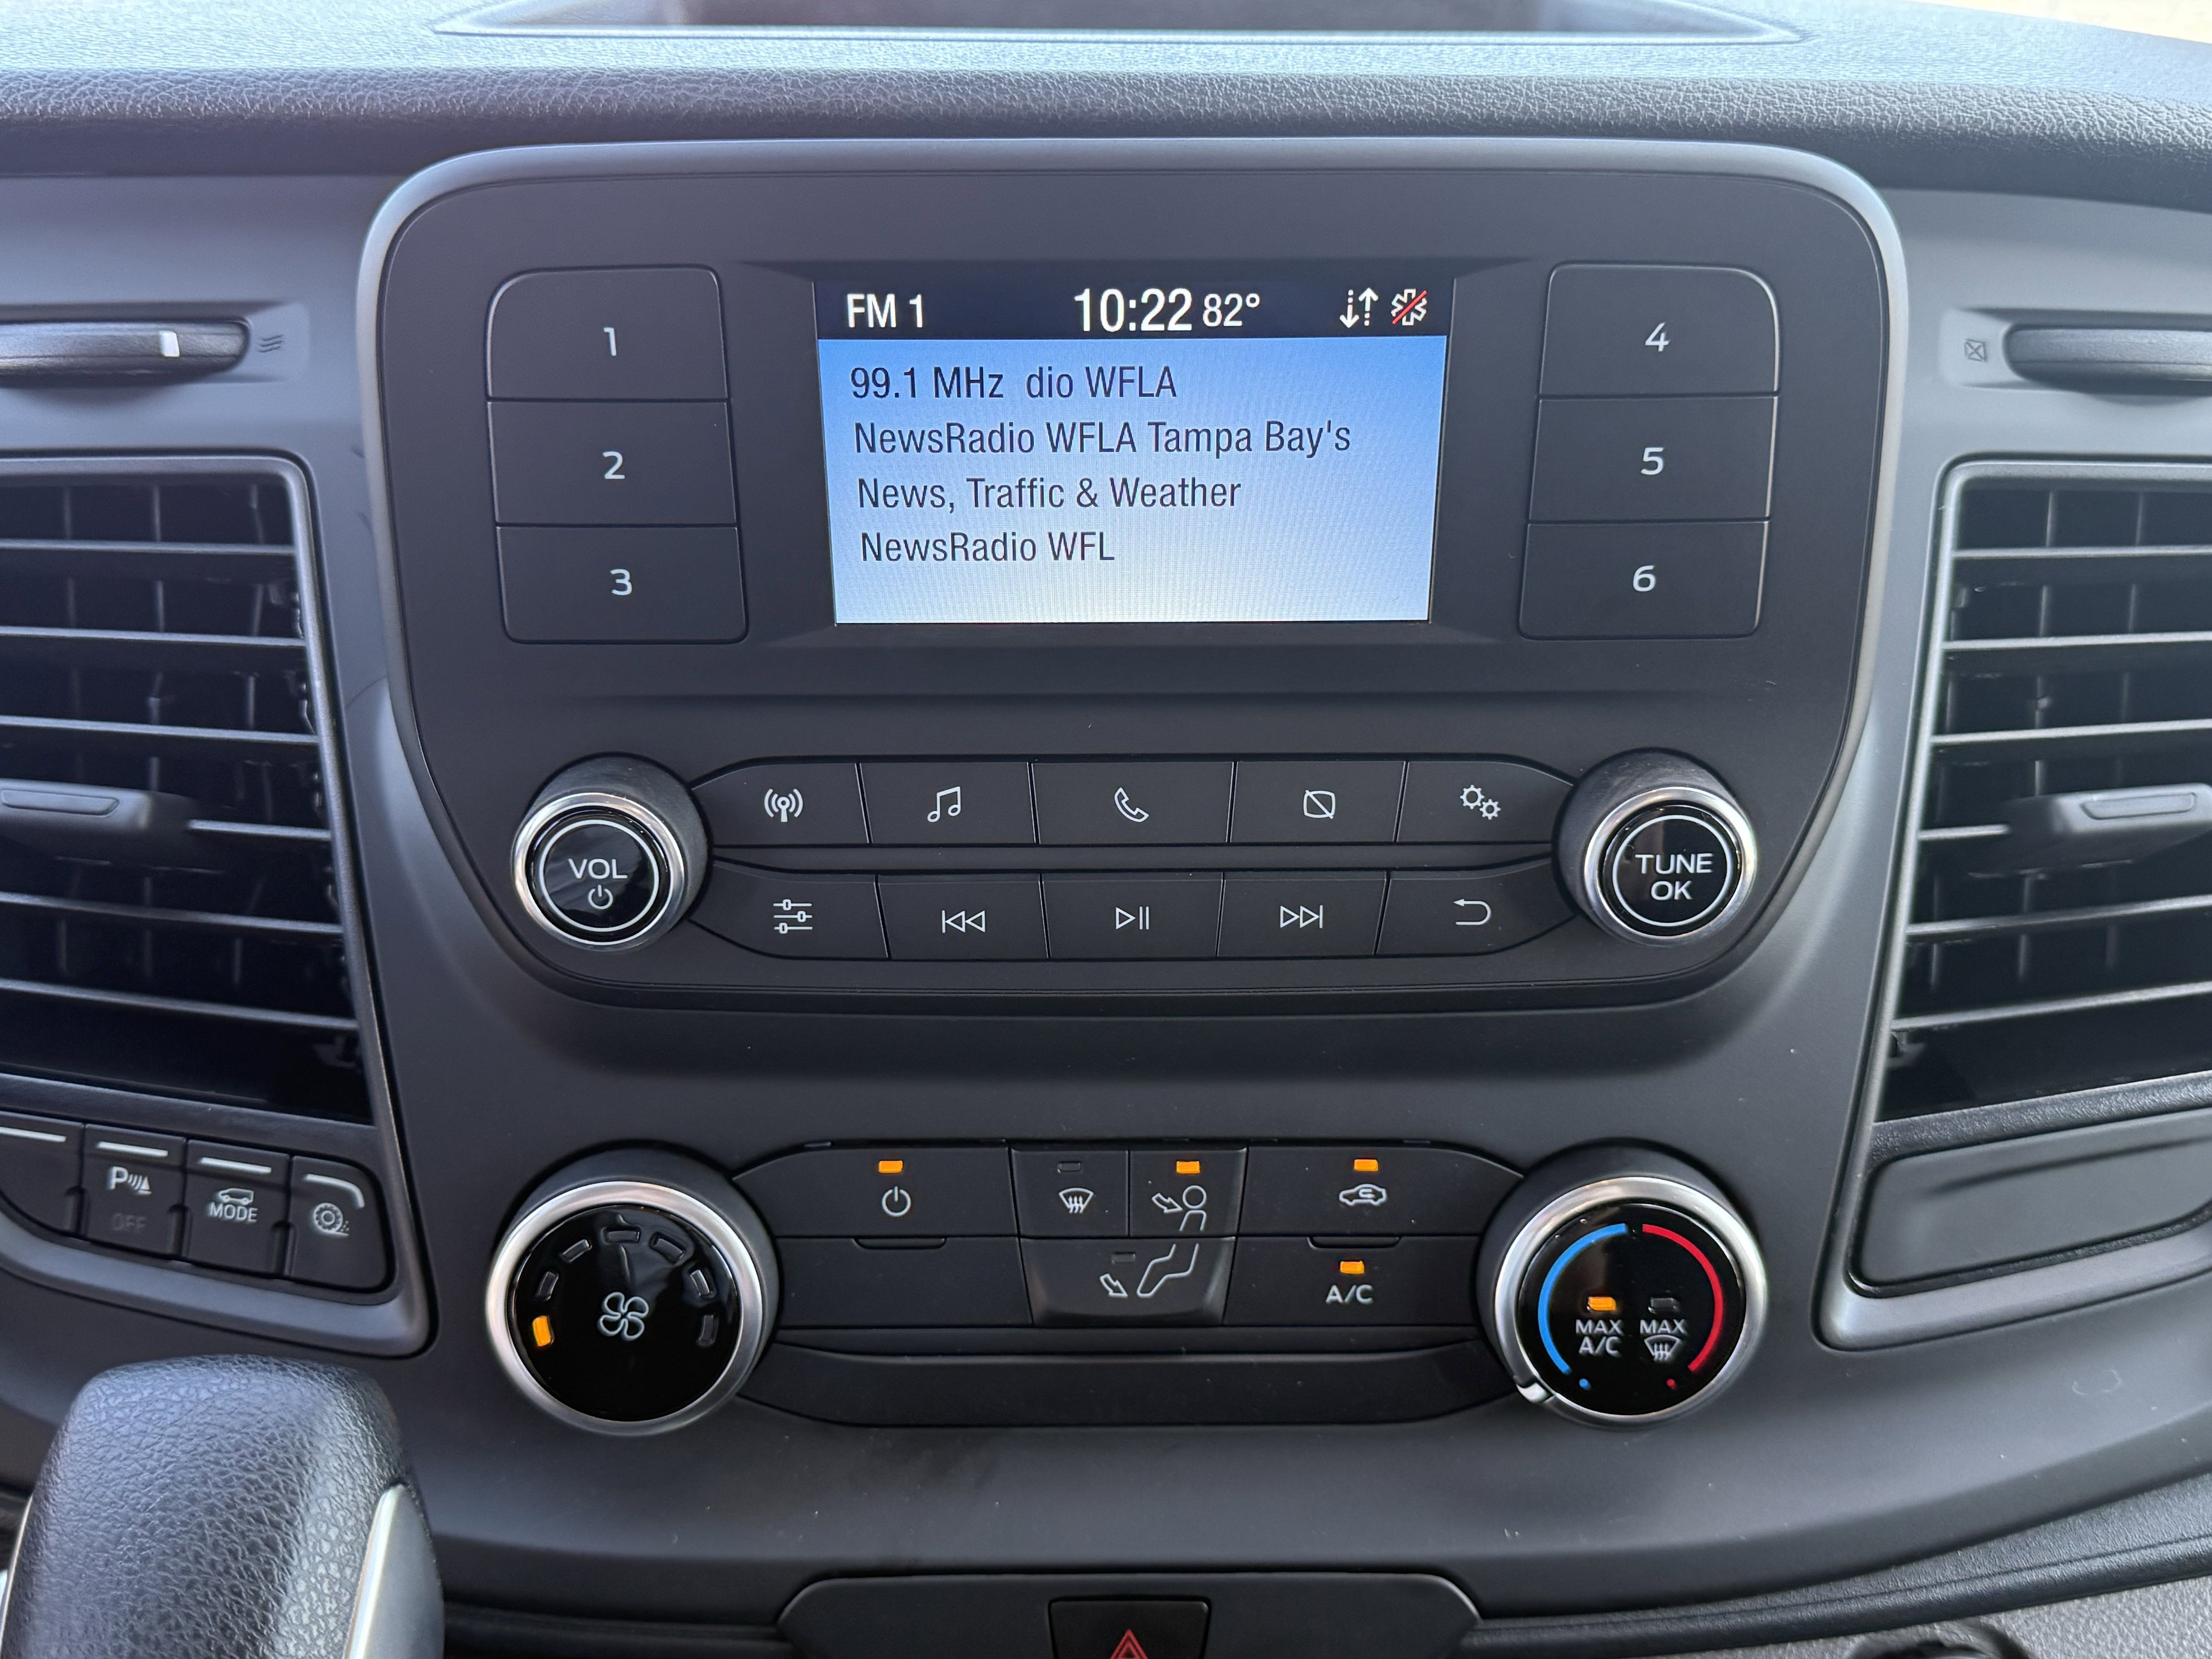 FM 1 10:22 82°
99.1 MHz dio WFLA
NewsRadio WFLA Tampa Bay's
News, Traffic & Weather
NewsRadio WFL
1
2
3
4
5
6
VOL
TUNE
OK
P
OFF
MODE
A/C
MAX
A/C
MAX